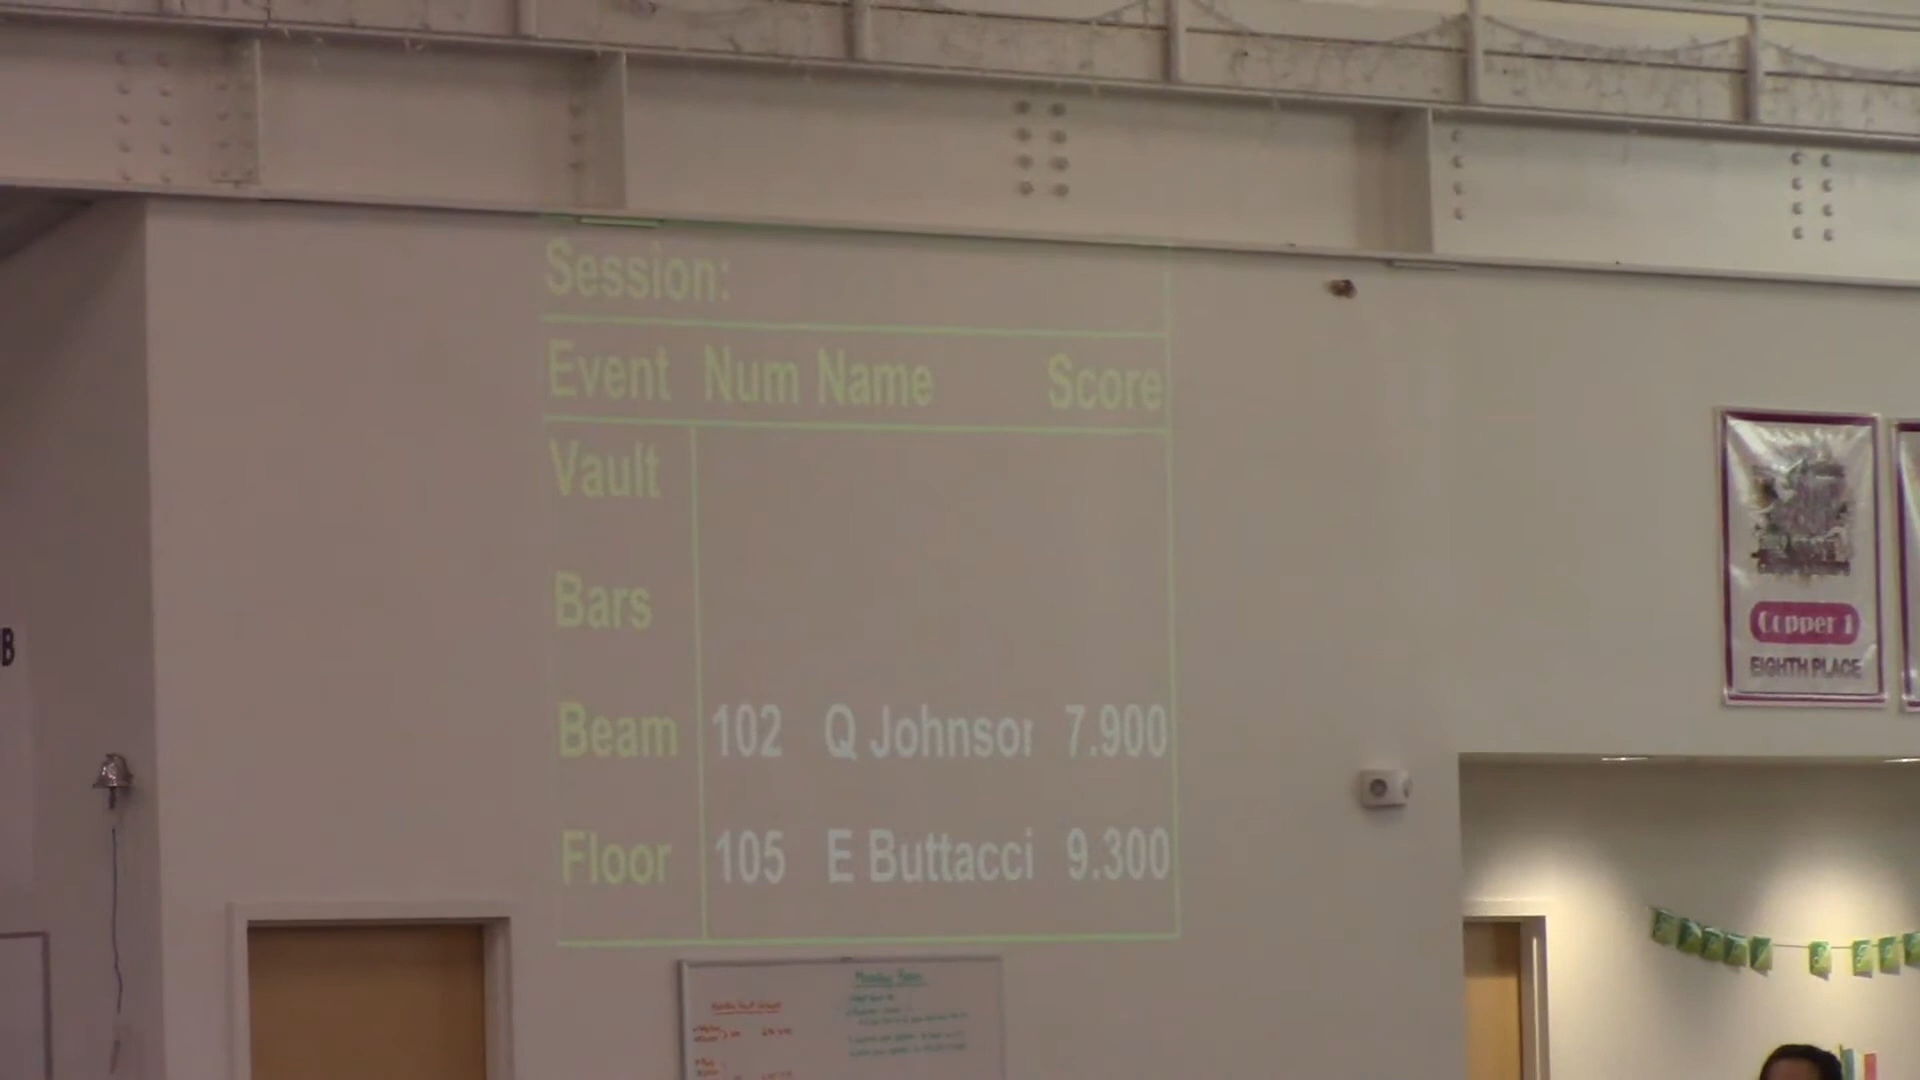 Session:
Event Num Name Score
Vault
Bars
Beam 102 Q Johnson 7.900
Floor 105 E Buttacci 9.300
Copper 1
EIGHTH PLACE
B